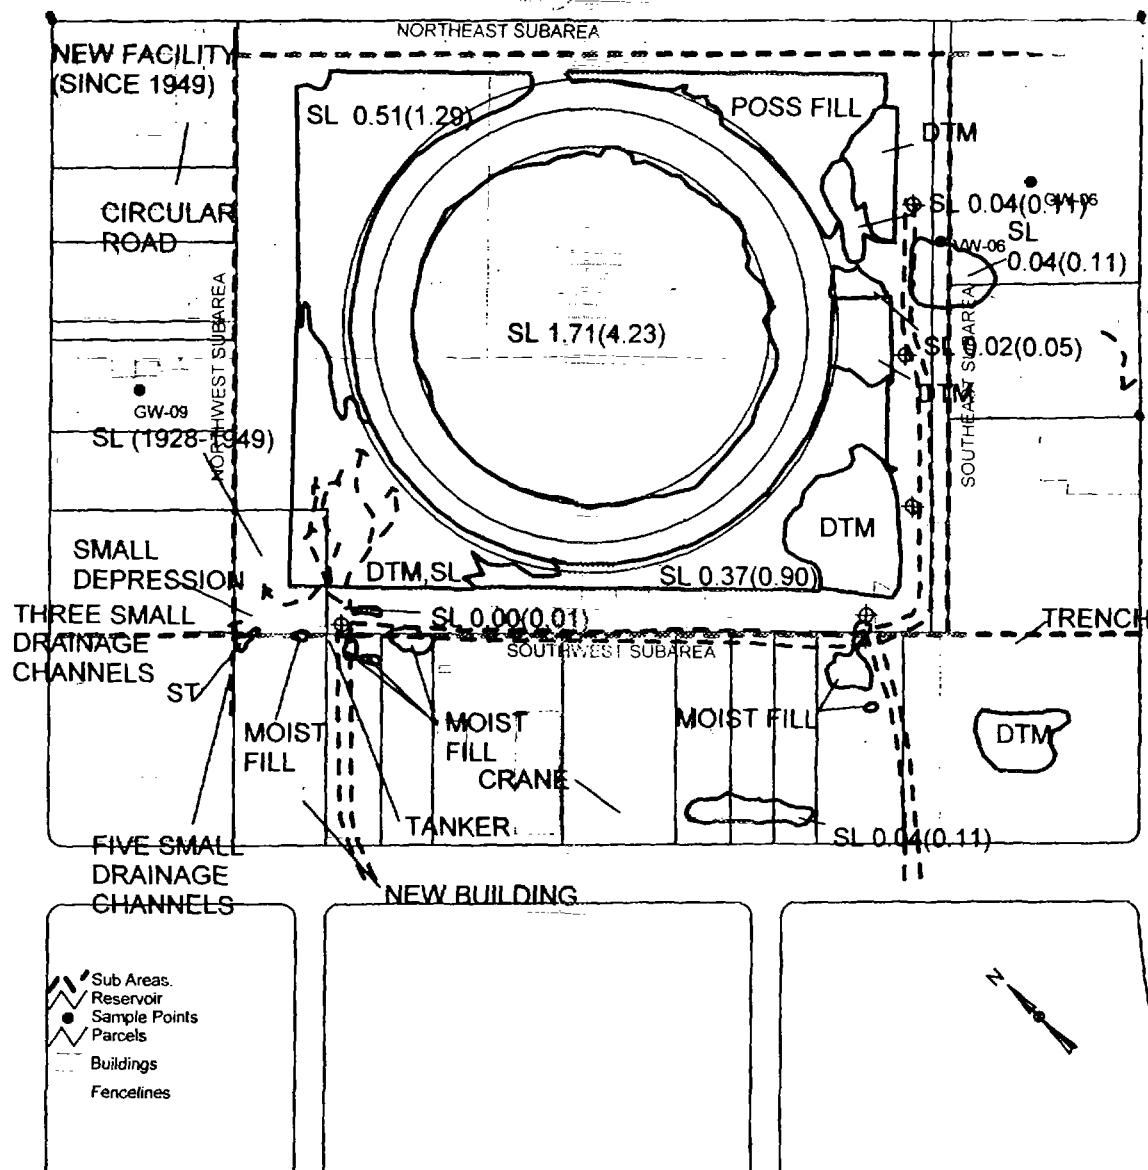 NORTHEAST SUBAREA
NEW FACILITY
(SINCE 1949)
SL 0.51(1.29)
POSS FILL
DTM
CIRCULAR
ROAD
SL 0.04(0.11)
GW-06
VW-06
SL
0.04(0.11)
NORTHWEST SUBAREA
SL 1.71(4.23)
SL 0.02(0.05)
DTM
SOUTHEAST SUBAREA
GW-09
SL (1928-1949)
DTM
SMALL
DEPRESSION
DTM,SL
SL 0.37(0.90)
THREE SMALL
DRAINAGE
CHANNELS
SL 0.00(0.01)
TRENCH
SOUTHWEST SUBAREA
ST
MOIST
FILL
MOIST
FILL
MOIST FILL
DTM
CRANE
TANKER
SL 0.04(0.11)
FIVE SMALL
DRAINAGE
CHANNELS
NEW BUILDING
Sub Areas.
Reservoir
Sample Points
Parcels
Buildings
Fencelines
N